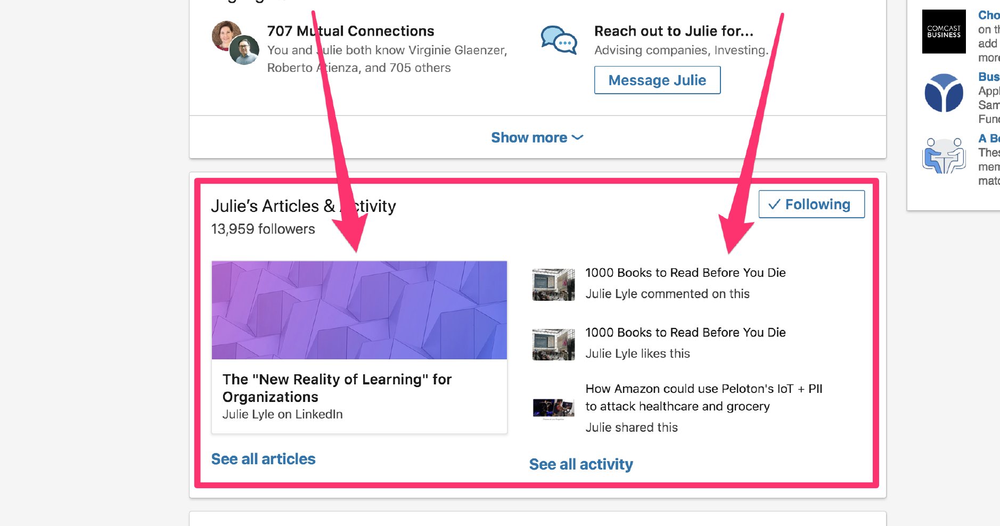 707 Mutual Connections
You and Julie both know Virginie Glaenzer,
Roberto Atienza, and 705 others
Reach out to Julie for...
Advising companies, Investing.
Message Julie
Show more
Julie's Articles & Activity
13,959 followers
Following
The "New Reality of Learning" for
Organizations
Julie Lyle on LinkedIn
See all articles
1000 Books to Read Before You Die
Julie Lyle commented on this
1000 Books to Read Before You Die
Julie Lyle likes this
How Amazon could use Peloton's IoT + PII
to attack healthcare and grocery
Julie shared this
See all activity
COMCAST
BUSINESS
Cho
on th
add
more
Bus
Appl
Sam
Fund
A Be
Thes
mem
matc